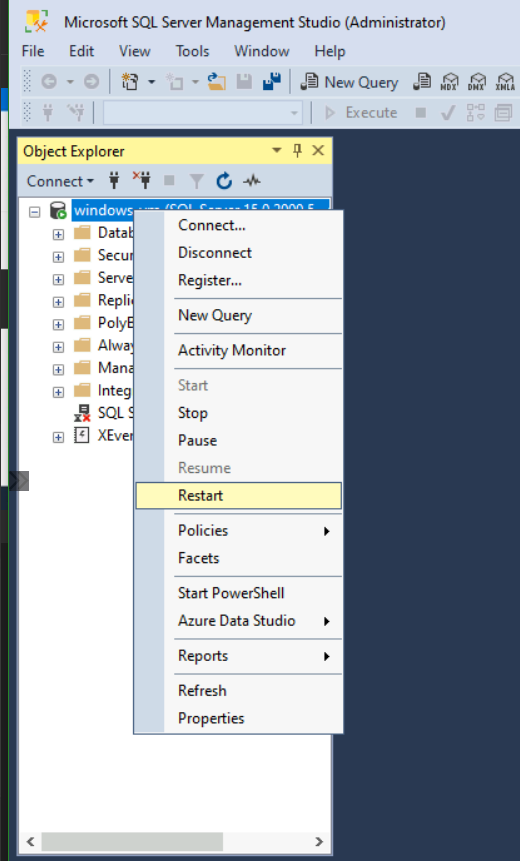 Microsoft SQL Server Management Studio (Administrator)
File Edit View Tools Window Help
New Query MDX DMX XMLA
Execute
Object Explorer
Connect
(SQL Server 15.0.2000.5
Connect...
Disconnect
Register...
New Query
Activity Monitor
Start
Stop
Pause
Resume
Restart
Policies
Facets
Start PowerShell
Azure Data Studio
Reports
Refresh
Properties
Datab
Secur
Serve
Replic
PolyB
Alway
Mana
Integ
SQL S
XEven